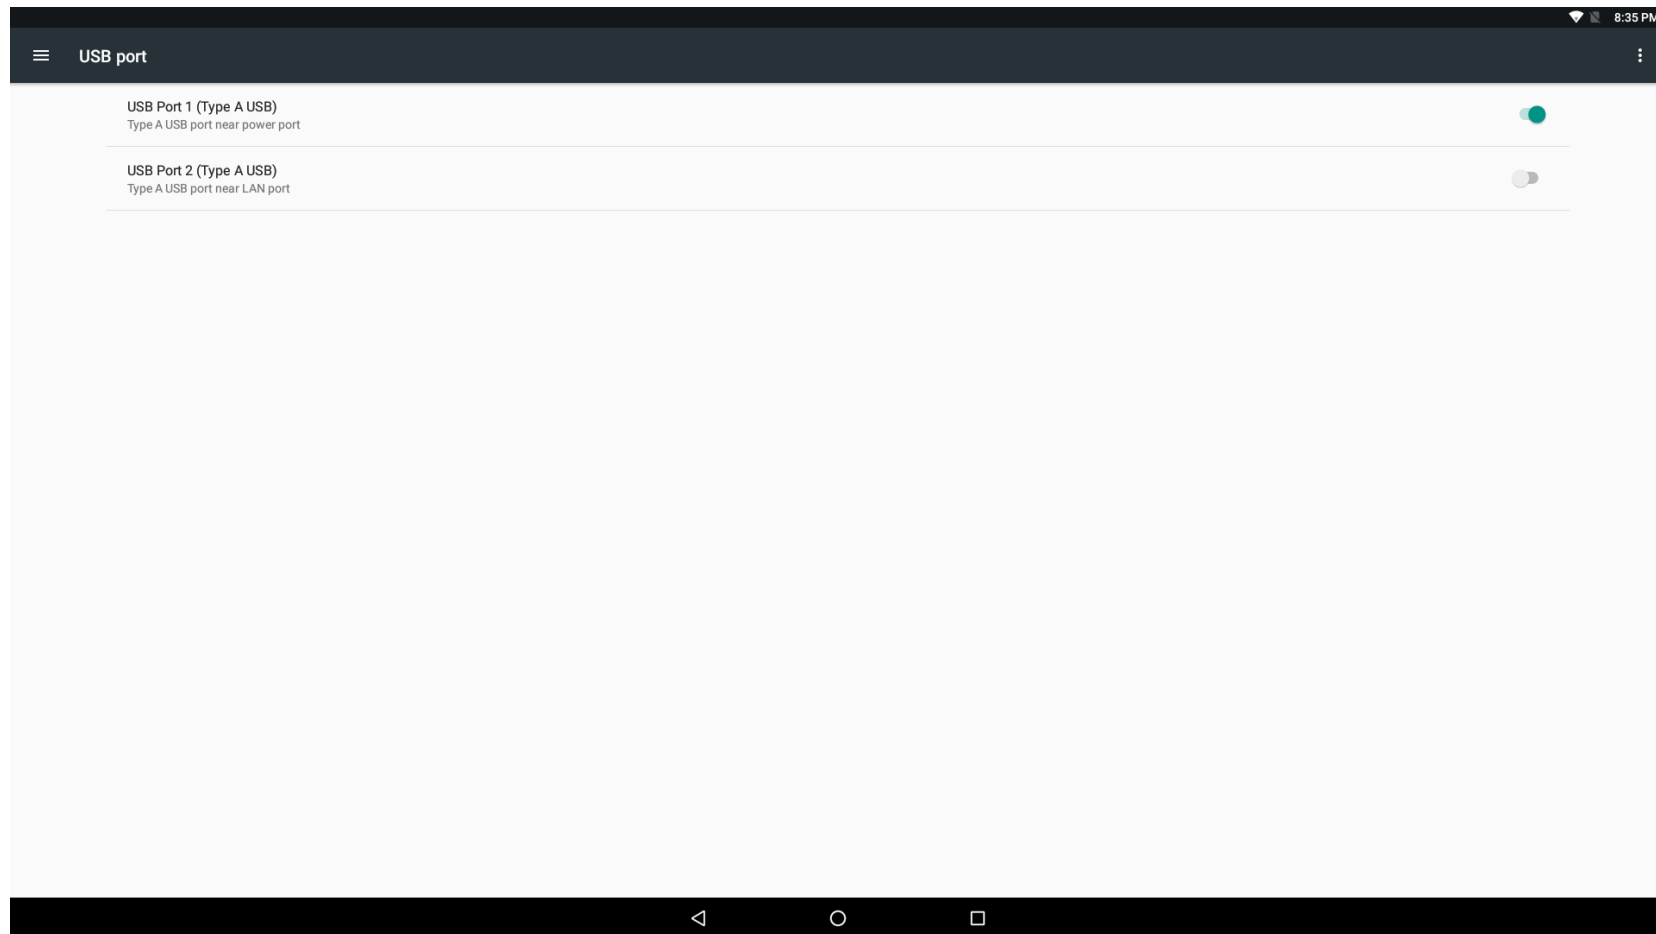 8:35 PM
USB port
USB Port 1 (Type A USB)
Type A USB port near power port
USB Port 2 (Type A USB)
Type A USB port near LAN port